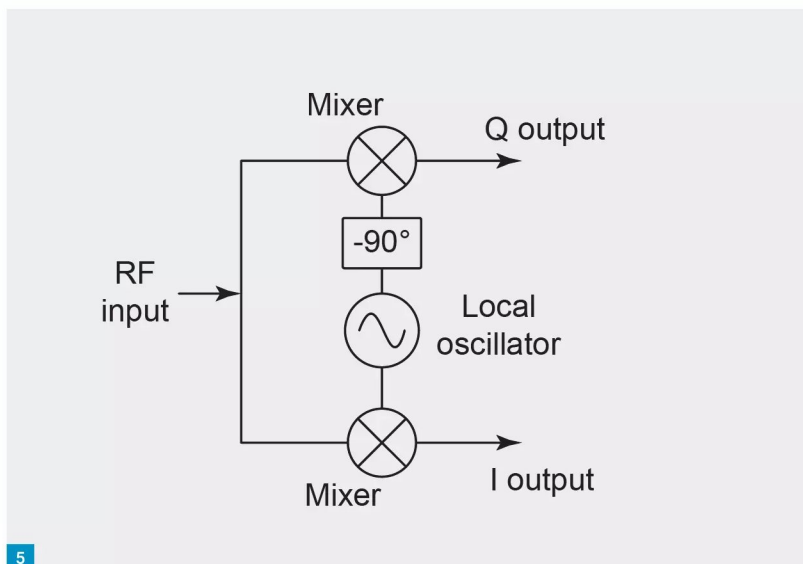 Mixer
Q output
-90°
RF
input
Local
oscillator
Mixer
I output
5